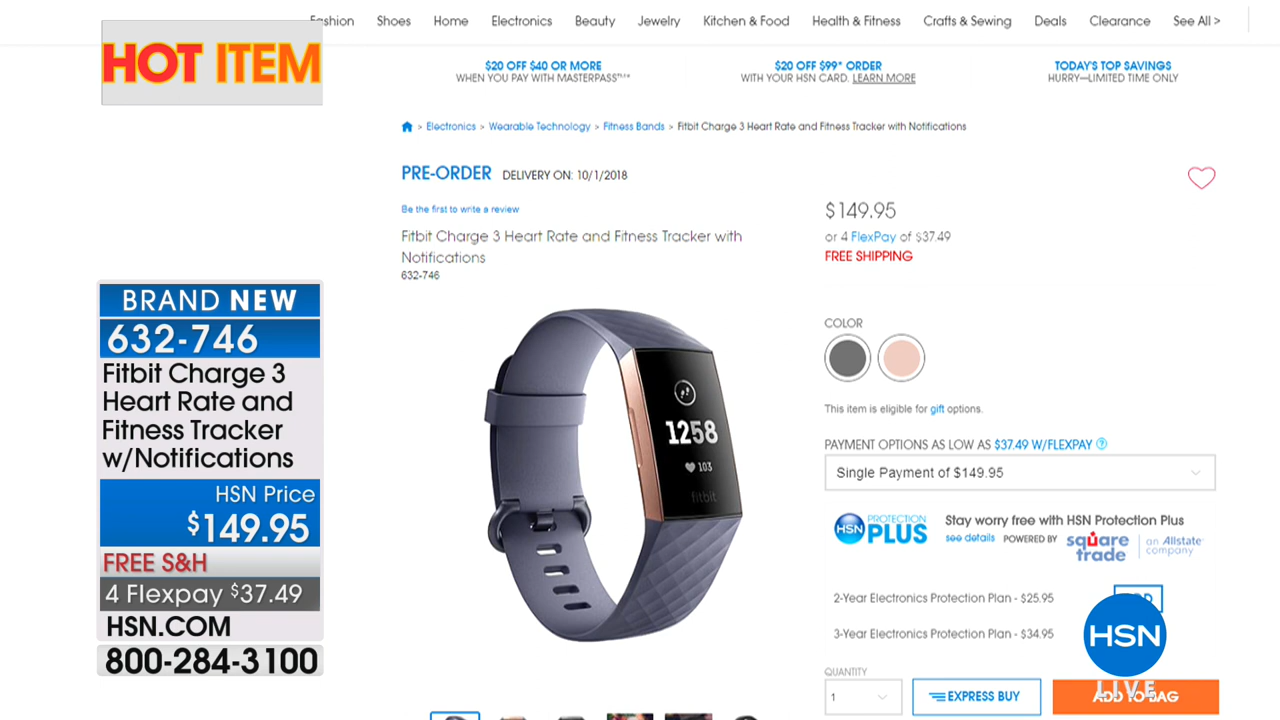 Fashion Shoes Home Electronics Beauty Jewelry Kitchen & Food Health & Fitness Crafts & Sewing Deals Clearance See All >
HOT ITEM
$20 OFF $40 OR MORE
WHEN YOU PAY WITH MASTERPASS
$20 OFF $99* ORDER
WITH YOUR HSN CARD. LEARN MORE
TODAY'S TOP SAVINGS
HURRY—LIMITED TIME ONLY
> Electronics > Wearable Technology > Fitness Bands > Fitbit Charge 3 Heart Rate and Fitness Tracker with Notifications
PRE-ORDER DELIVERY ON: 10/1/2018
Be the first to write a review
Fitbit Charge 3 Heart Rate and Fitness Tracker with
Notifications
632-746
$149.95
or 4 FlexPay of $37.49
FREE SHIPPING
COLOR
This item is eligible for gift options.
PAYMENT OPTIONS AS LOW AS $37.49 W/FLEXPAY ?
Single Payment of $149.95
HSN PROTECTION PLUS
Stay worry free with HSN Protection Plus
see details POWERED BY square trade an Allstate company
2-Year Electronics Protection Plan - $25.95
3-Year Electronics Protection Plan - $34.95
QUANTITY
1
EXPRESS BUY
ADD TO BAG
HSN
LIVE
1258
103
fitbit
BRAND NEW
632-746
Fitbit Charge 3
Heart Rate and
Fitness Tracker
w/Notifications
HSN Price
$149.95
FREE S&H
4 Flexpay $37.49
HSN.COM
800-284-3100